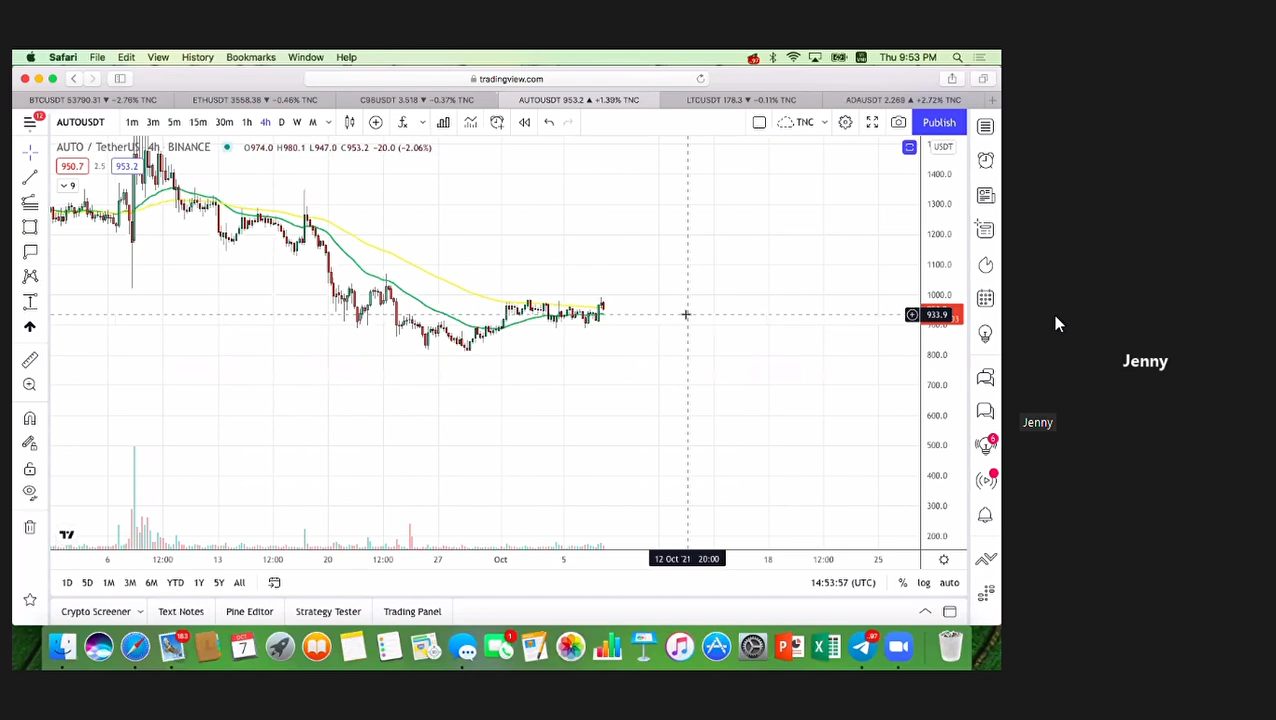 Safari File Edit View History Bookmarks Window Help Thu 9:53 PM
tradingview.com
BTCUSDT 53790.31 ▼ −2.76% TNC ETHUSDT 3558.38 ▼ −0.46% TNC C98USDT 3.518 ▼ −0.37% TNC AUTOUSDT 953.2 ▲ +1.39% TNC LTCUSDT 178.3 ▼ −0.11% TNC ADAUSDT 2.269 ▲ +2.72% TNC
12 AUTOUSDT 1m 3m 5m 15m 30m 1h 4h D W M TNC Publish
AUTO / TetherUS 4h BINANCE O974.0 H980.1 L947.0 C953.2 −20.0 (−2.06%) USDT
950.7 2.5 953.2
9
1400.0
1300.0
1200.0
1100.0
1000.0
933.9
800.0
700.0
600.0
500.0
400.0
300.0
200.0
Jenny
Jenny
6 12:00 13 20 12:00 27 Oct 5 12 Oct '21 20:00 18 12:00 25
1D 5D 1M 3M 6M YTD 1Y 5Y All 14:53:57 (UTC) % log auto
Crypto Screener Text Notes Pine Editor Strategy Tester Trading Panel
183 OCT 7 1